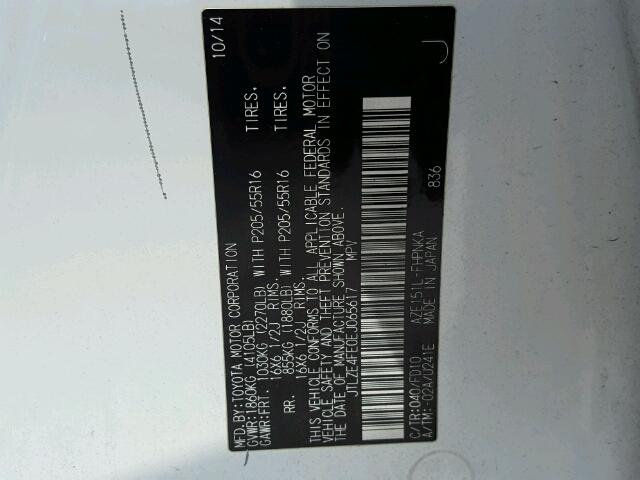 MFD.BY:TOYOTA MOTOR CORPORATION 10/14
GVWR:1860KG (4105LB)
GAWR:FRT. 1030KG (2270LB) WITH P205/55R16 TIRES.
16X6 1/2J RIMS.
855KG (1880LB) WITH P205/55R16 TIRES.
RR. 16X6 1/2J RIMS.
THIS VEHICLE CONFORMS TO ALL APPLICABLE FEDERAL MOTOR
VEHICLE SAFETY AND THEFT PREVENTION STANDARDS IN EFFECT ON
THE DATE OF MANUFACTURE SHOWN ABOVE.
JTLZE4FE0EJ065617 MPV
J
C/TR:040/FD10 AZE151L-FHPNKA 836
A/TM:-02A/U241E MADE IN JAPAN